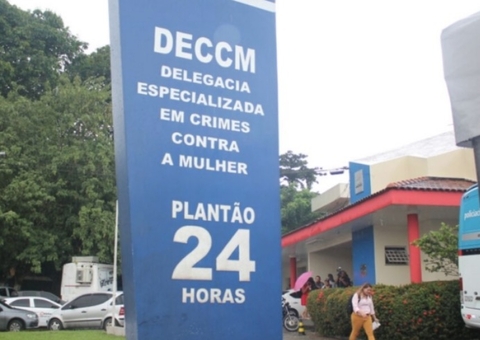 DECCM
DELEGACIA
ESPECIALIZADA
EM CRIMES
CONTRA
A MULHER
PLANTÃO
24
HORAS